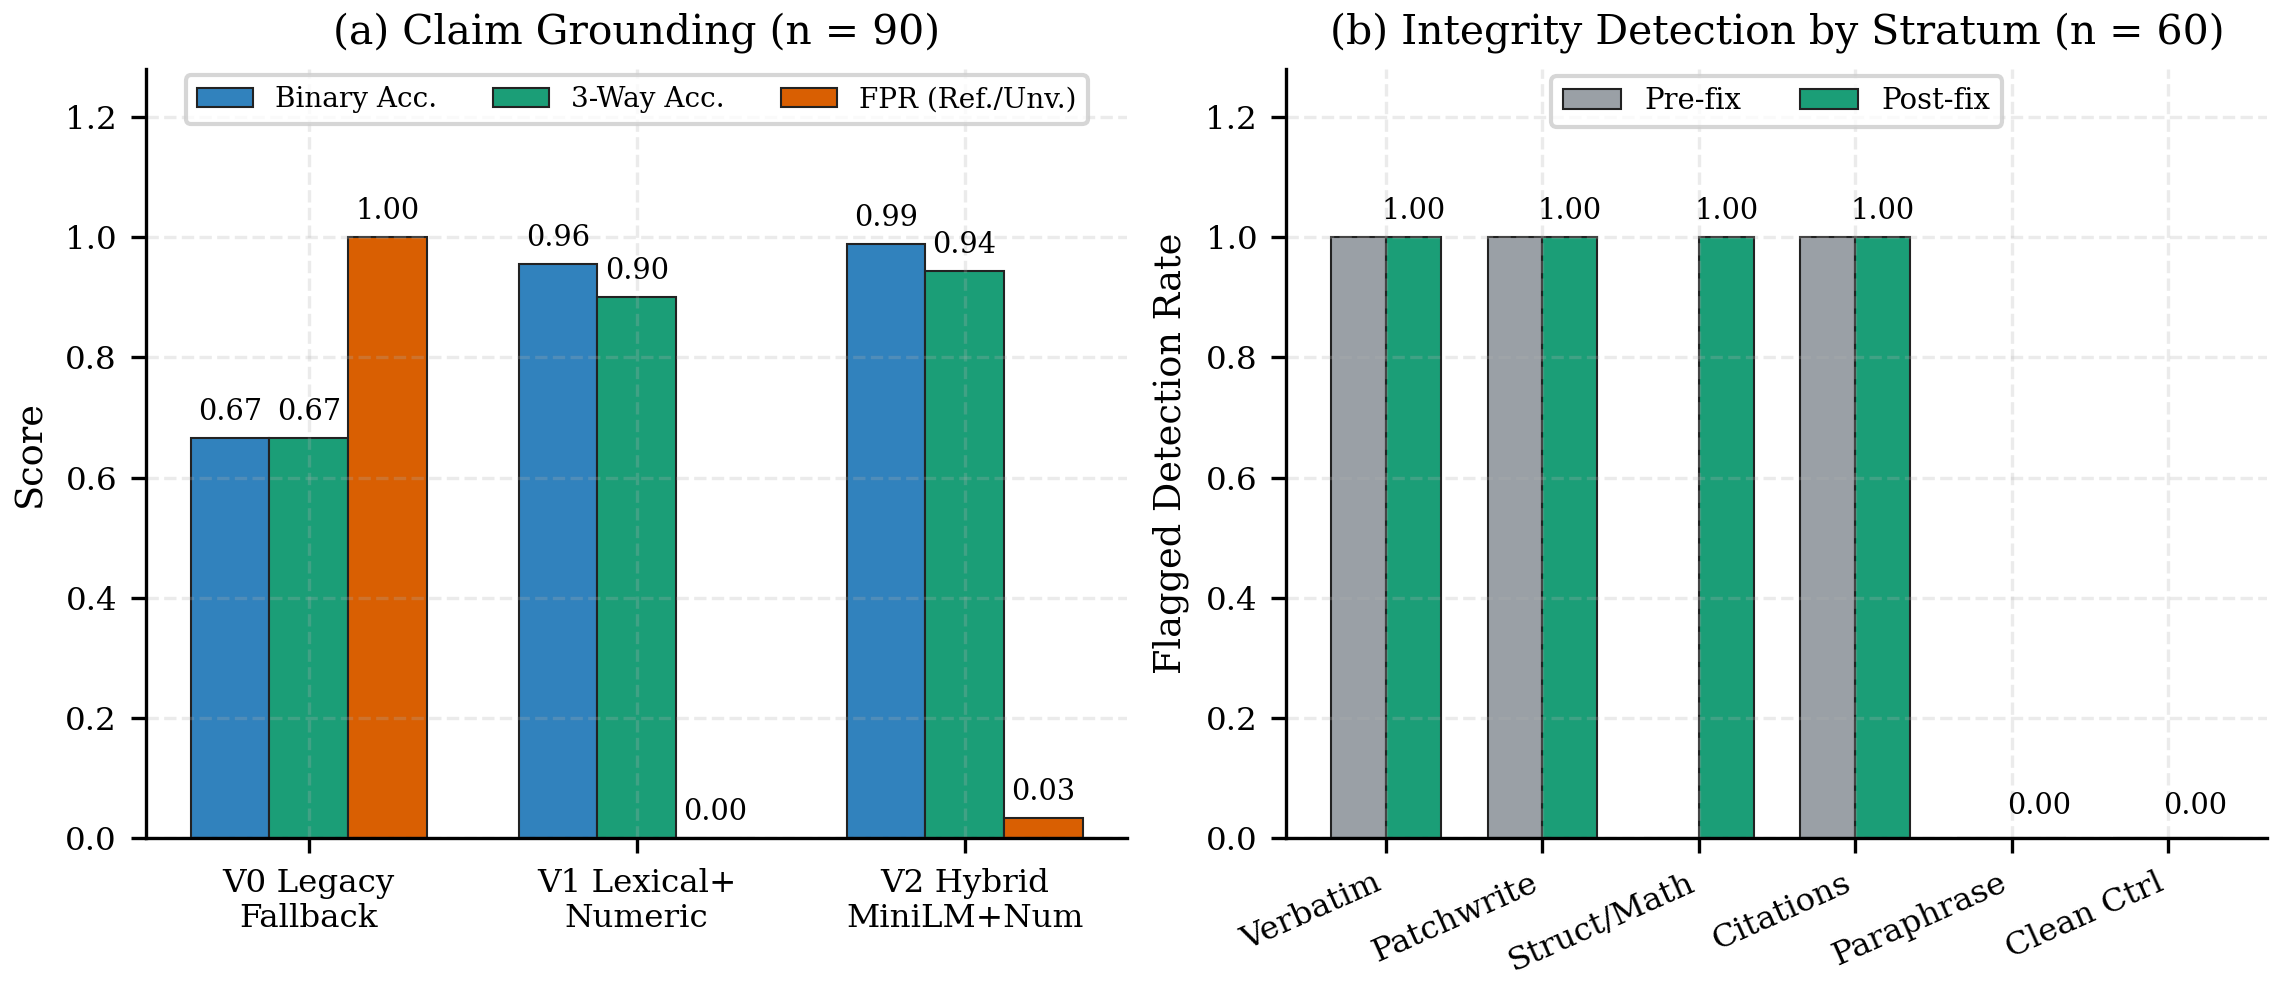 (a) Claim Grounding (n = 90)
Binary Acc. 3-Way Acc. FPR (Ref./Unv.)
Score
1.2
1.0
0.8
0.6
0.4
0.2
0.0
0.67 0.67 1.00
0.96 0.90 0.00
0.99 0.94 0.03
V0 Legacy
Fallback
V1 Lexical+
Numeric
V2 Hybrid
MiniLM+Num
(b) Integrity Detection by Stratum (n = 60)
Pre-fix Post-fix
Flagged Detection Rate
1.2
1.0
0.8
0.6
0.4
0.2
0.0
1.00 1.00 1.00 1.00 0.00 0.00
Verbatim
Patchwrite
Struct/Math
Citations
Paraphrase
Clean Ctrl